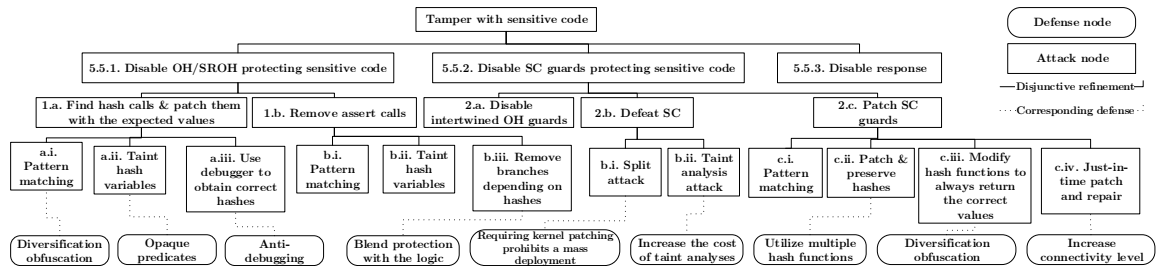 Tamper with sensitive code
Defense node
Attack node
Disjunctive refinement
Corresponding defense
5.5.1. Disable OH/SROH protecting sensitive code
5.5.2. Disable SC guards protecting sensitive code
5.5.3. Disable response
1.a. Find hash calls & patch them
with the expected values
1.b. Remove assert calls
2.a. Disable
intertwined OH guards
2.b. Defeat SC
2.c. Patch SC
guards
a.i.
Pattern
matching
a.ii. Taint
hash
variables
a.iii. Use
debugger to
obtain correct
hashes
b.i.
Pattern
matching
b.ii. Taint
hash
variables
b.iii. Remove
branches
depending on
hashes
b.i. Split
attack
b.ii. Taint
analysis
attack
c.i.
Pattern
matching
c.ii. Patch &
preserve
hashes
c.iii. Modify
hash functions to
always return
the correct
values
c.iv. Just-in-
time patch
and repair
Diversification
obfuscation
Opaque
predicates
Anti-
debugging
Blend protection
with the logic
Requiring kernel patching
prohibits a mass
deployment
Increase the cost
of taint analyses
Utilize multiple
hash functions
Diversification
obfuscation
Increase
connectivity level